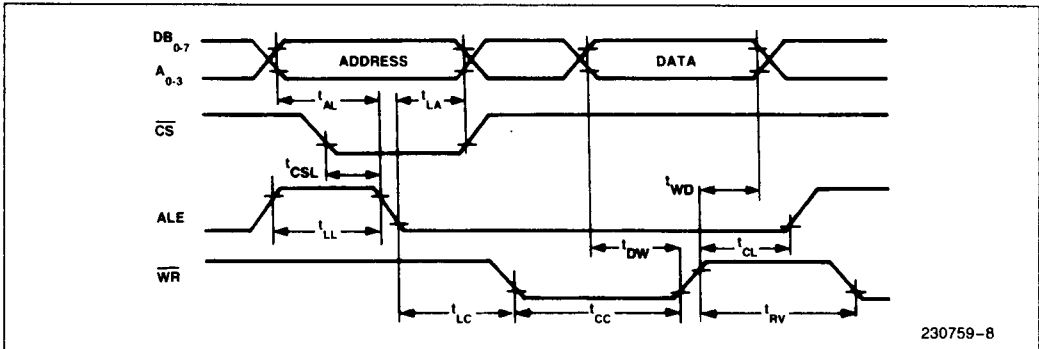 DB0-7
A0-3
ADDRESS
DATA
tAL
tLA
CS
tCSL
tWD
ALE
tLL
tDW
tCL
WR
tLC
tCC
tRV
230759-8